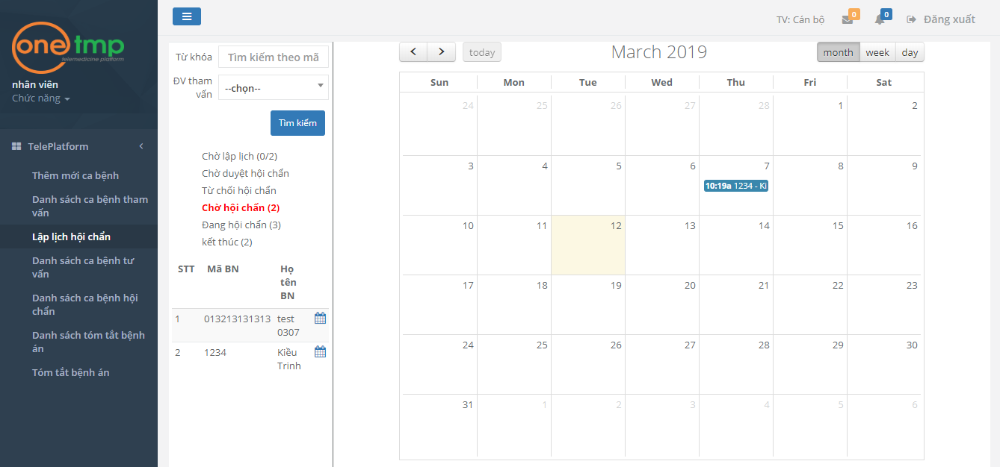 onetmp
telemedicine platform
nhân viên
Chức năng
TelePlatform
Thêm mới ca bệnh
Danh sách ca bệnh tham
vấn
Lập lịch hội chẩn
Danh sách ca bệnh tư
vấn
Danh sách ca bệnh hội
chẩn
Danh sách tóm tắt bệnh
án
Tóm tắt bệnh án
TV: Cán bộ
0
0
Đăng xuất
Từ khóa
Tìm kiếm theo mã
ĐV tham
vấn
--chọn--
Tìm kiếm
Chờ lập lịch (0/2)
Chờ duyệt hội chẩn
Từ chối hội chẩn
Chờ hội chẩn (2)
Đang hội chẩn (3)
kết thúc (2)
STT Mã BN Họ
tên
BN
1 013213131313 test
0307
2 1234 Kiều
Trinh
today
March 2019
month week day
Sun Mon Tue Wed Thu Fri Sat
24 25 26 27 28 1 2
3 4 5 6 7 8 9
10:19a 1234 - Ki
10 11 12 13 14 15 16
17 18 19 20 21 22 23
24 25 26 27 28 29 30
31 1 2 3 4 5 6